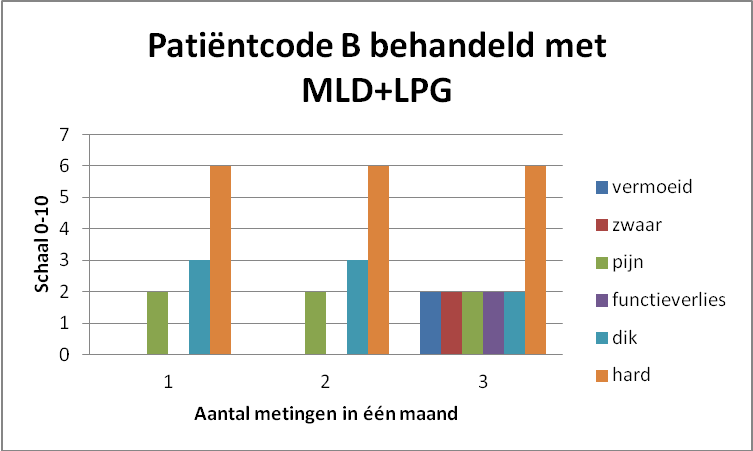 Patiëntcode B behandeld met
MLD+LPG
Schaal 0-10
7
6
5
4
3
2
1
0
1 2 3
Aantal metingen in één maand
vermoeid
zwaar
pijn
functieverlies
dik
hard